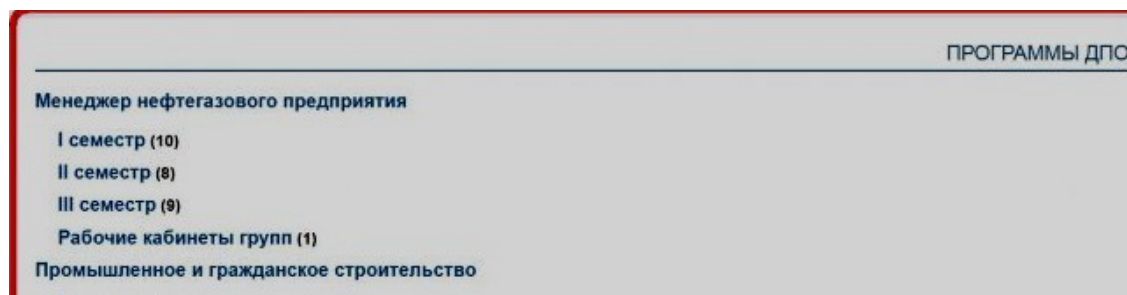 ПРОГРАММЫ ДПО
Менеджер нефтегазового предприятия
I семестр (10)
II семестр (8)
III семестр (9)
Рабочие кабинеты групп (1)
Промышленное и гражданское строительство